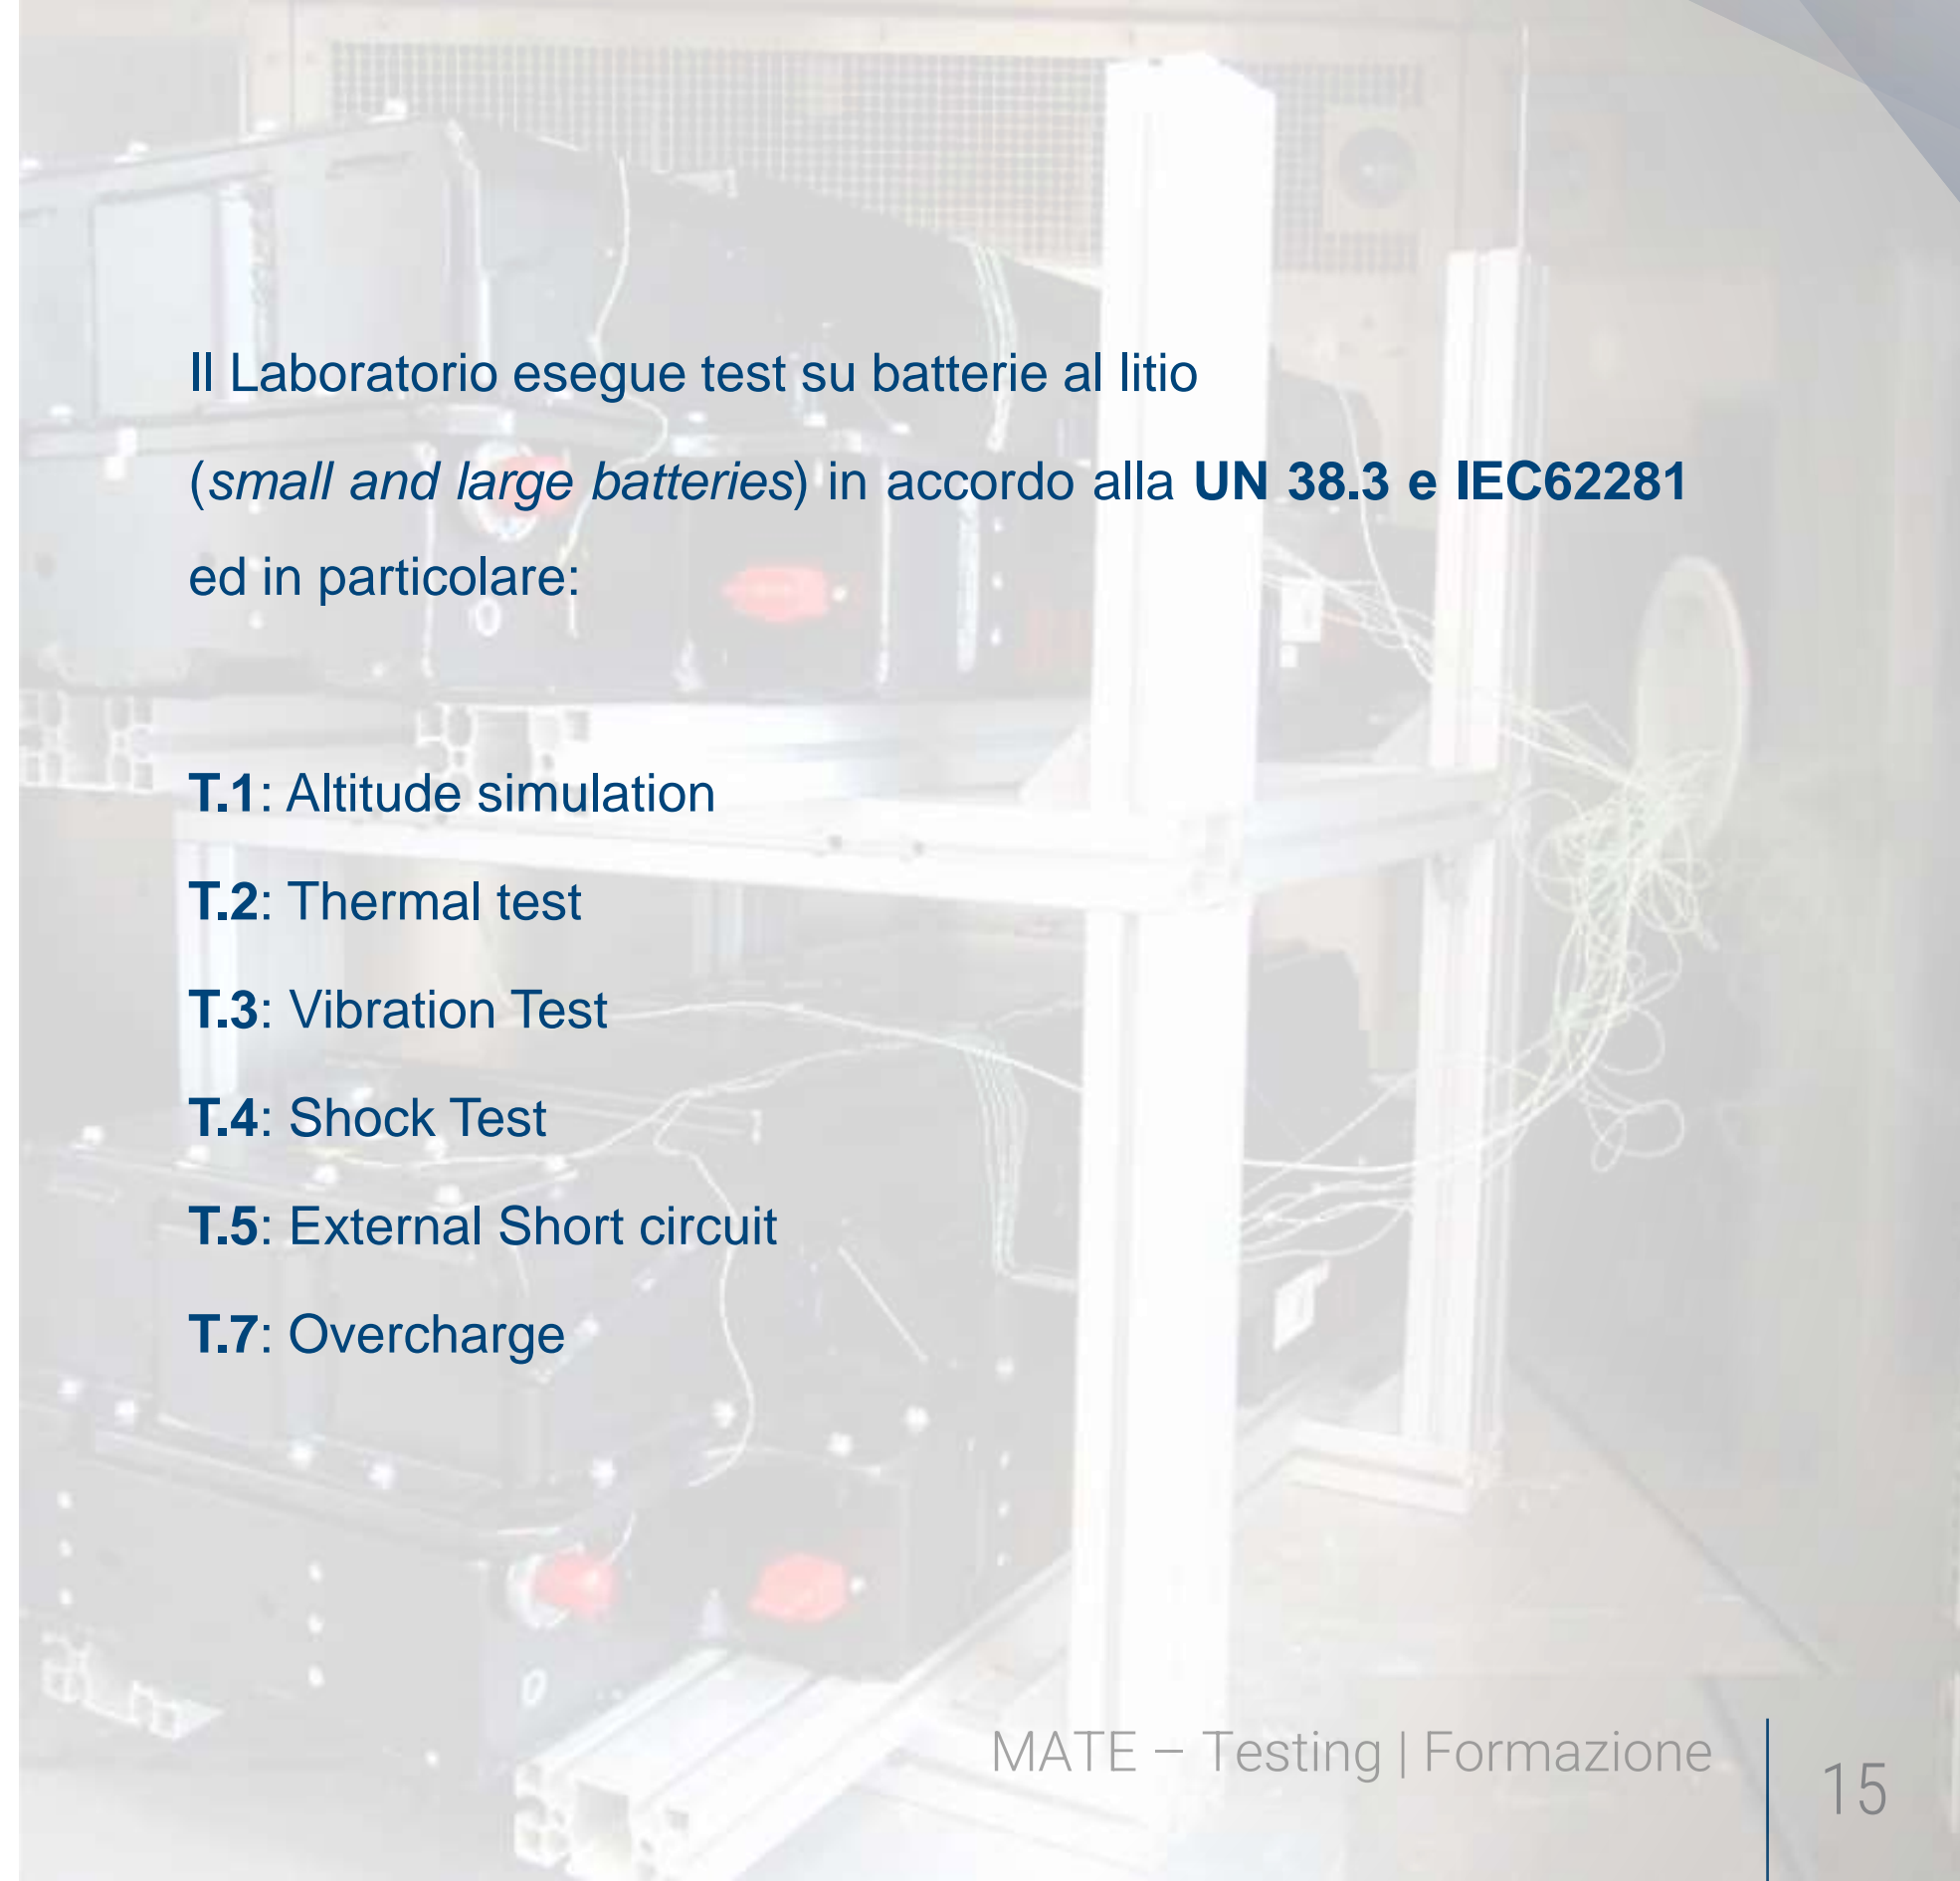 Il Laboratorio esegue test su batterie al litio
(small and large batteries) in accordo alla UN 38.3 e IEC62281
ed in particolare:
T.1: Altitude simulation
T.2: Thermal test
T.3: Vibration Test
T.4: Shock Test
T.5: External Short circuit
T.7: Overcharge
MATE – Testing | Formazione
15